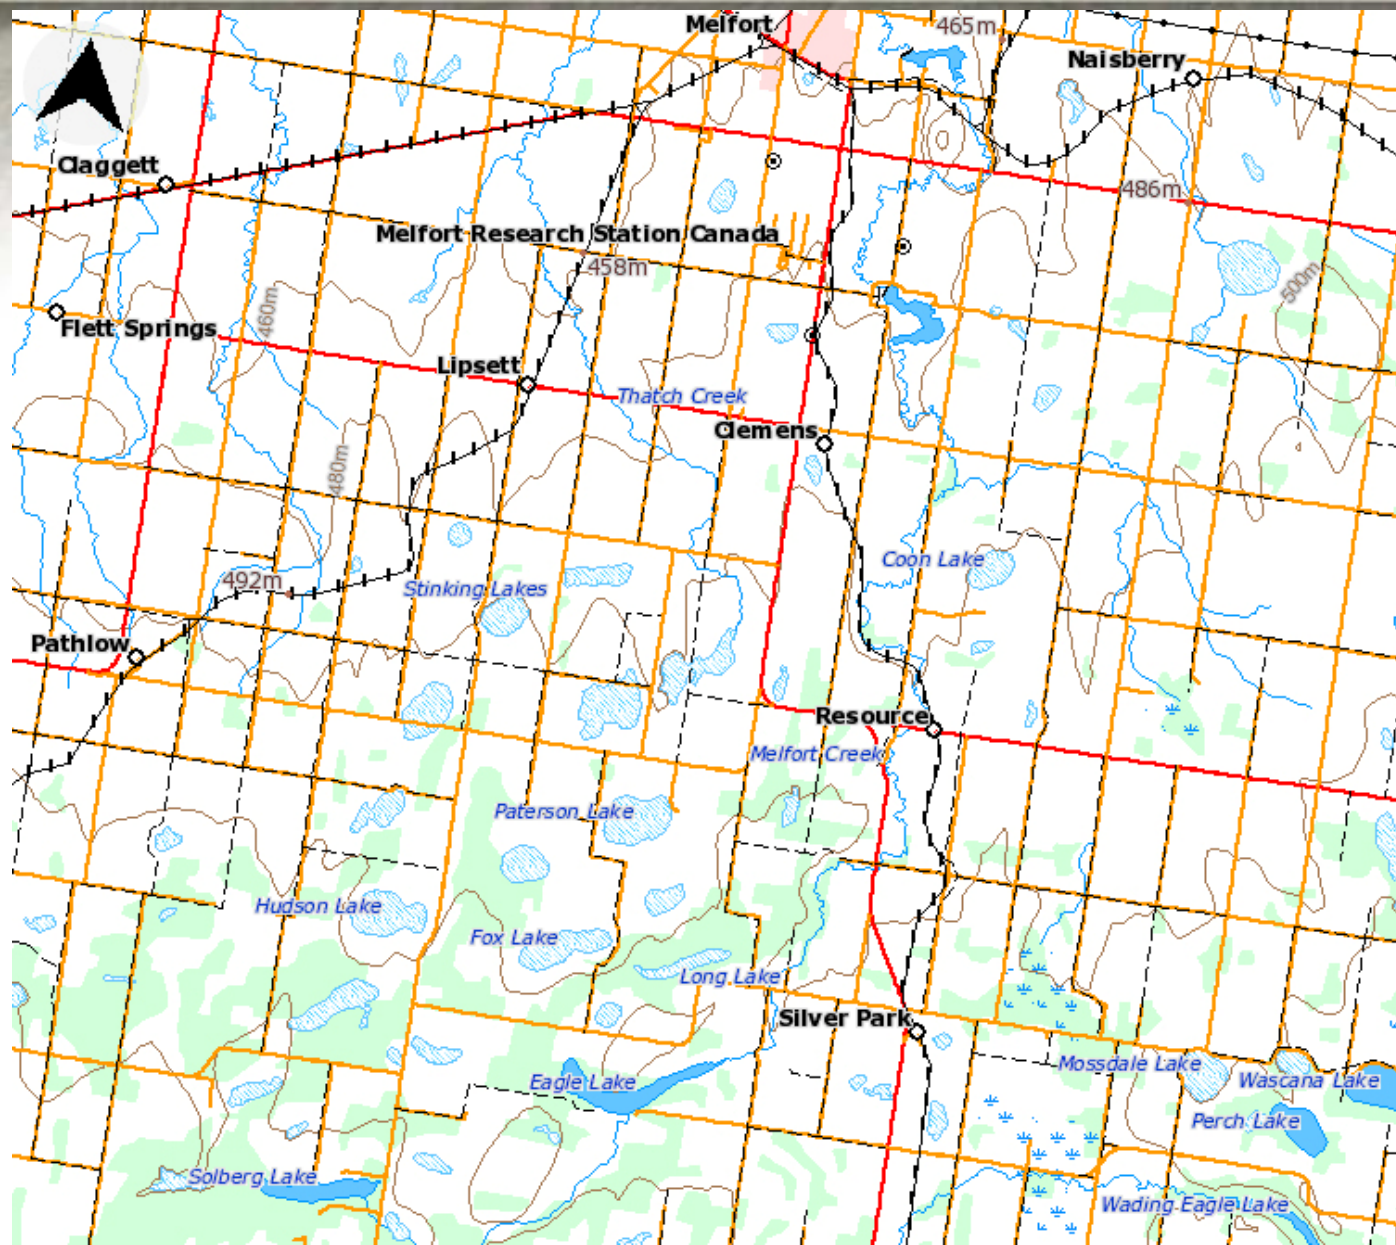 Melfort
465m
Naisberry
Claggett
486m
Melfort Research Station Canada
458m
500m
460m
Flett Springs
Lipsett
Thatch Creek
Clemens
480m
Coon Lake
492m
Stinking Lakes
Pathlow
Resource
Melfort Creek
Paterson Lake
Hudson Lake
Fox Lake
Long Lake
Silver Park
Mossdale Lake
Eagle Lake
Wascana Lake
Perch Lake
Solberg Lake
Wading Eagle Lake